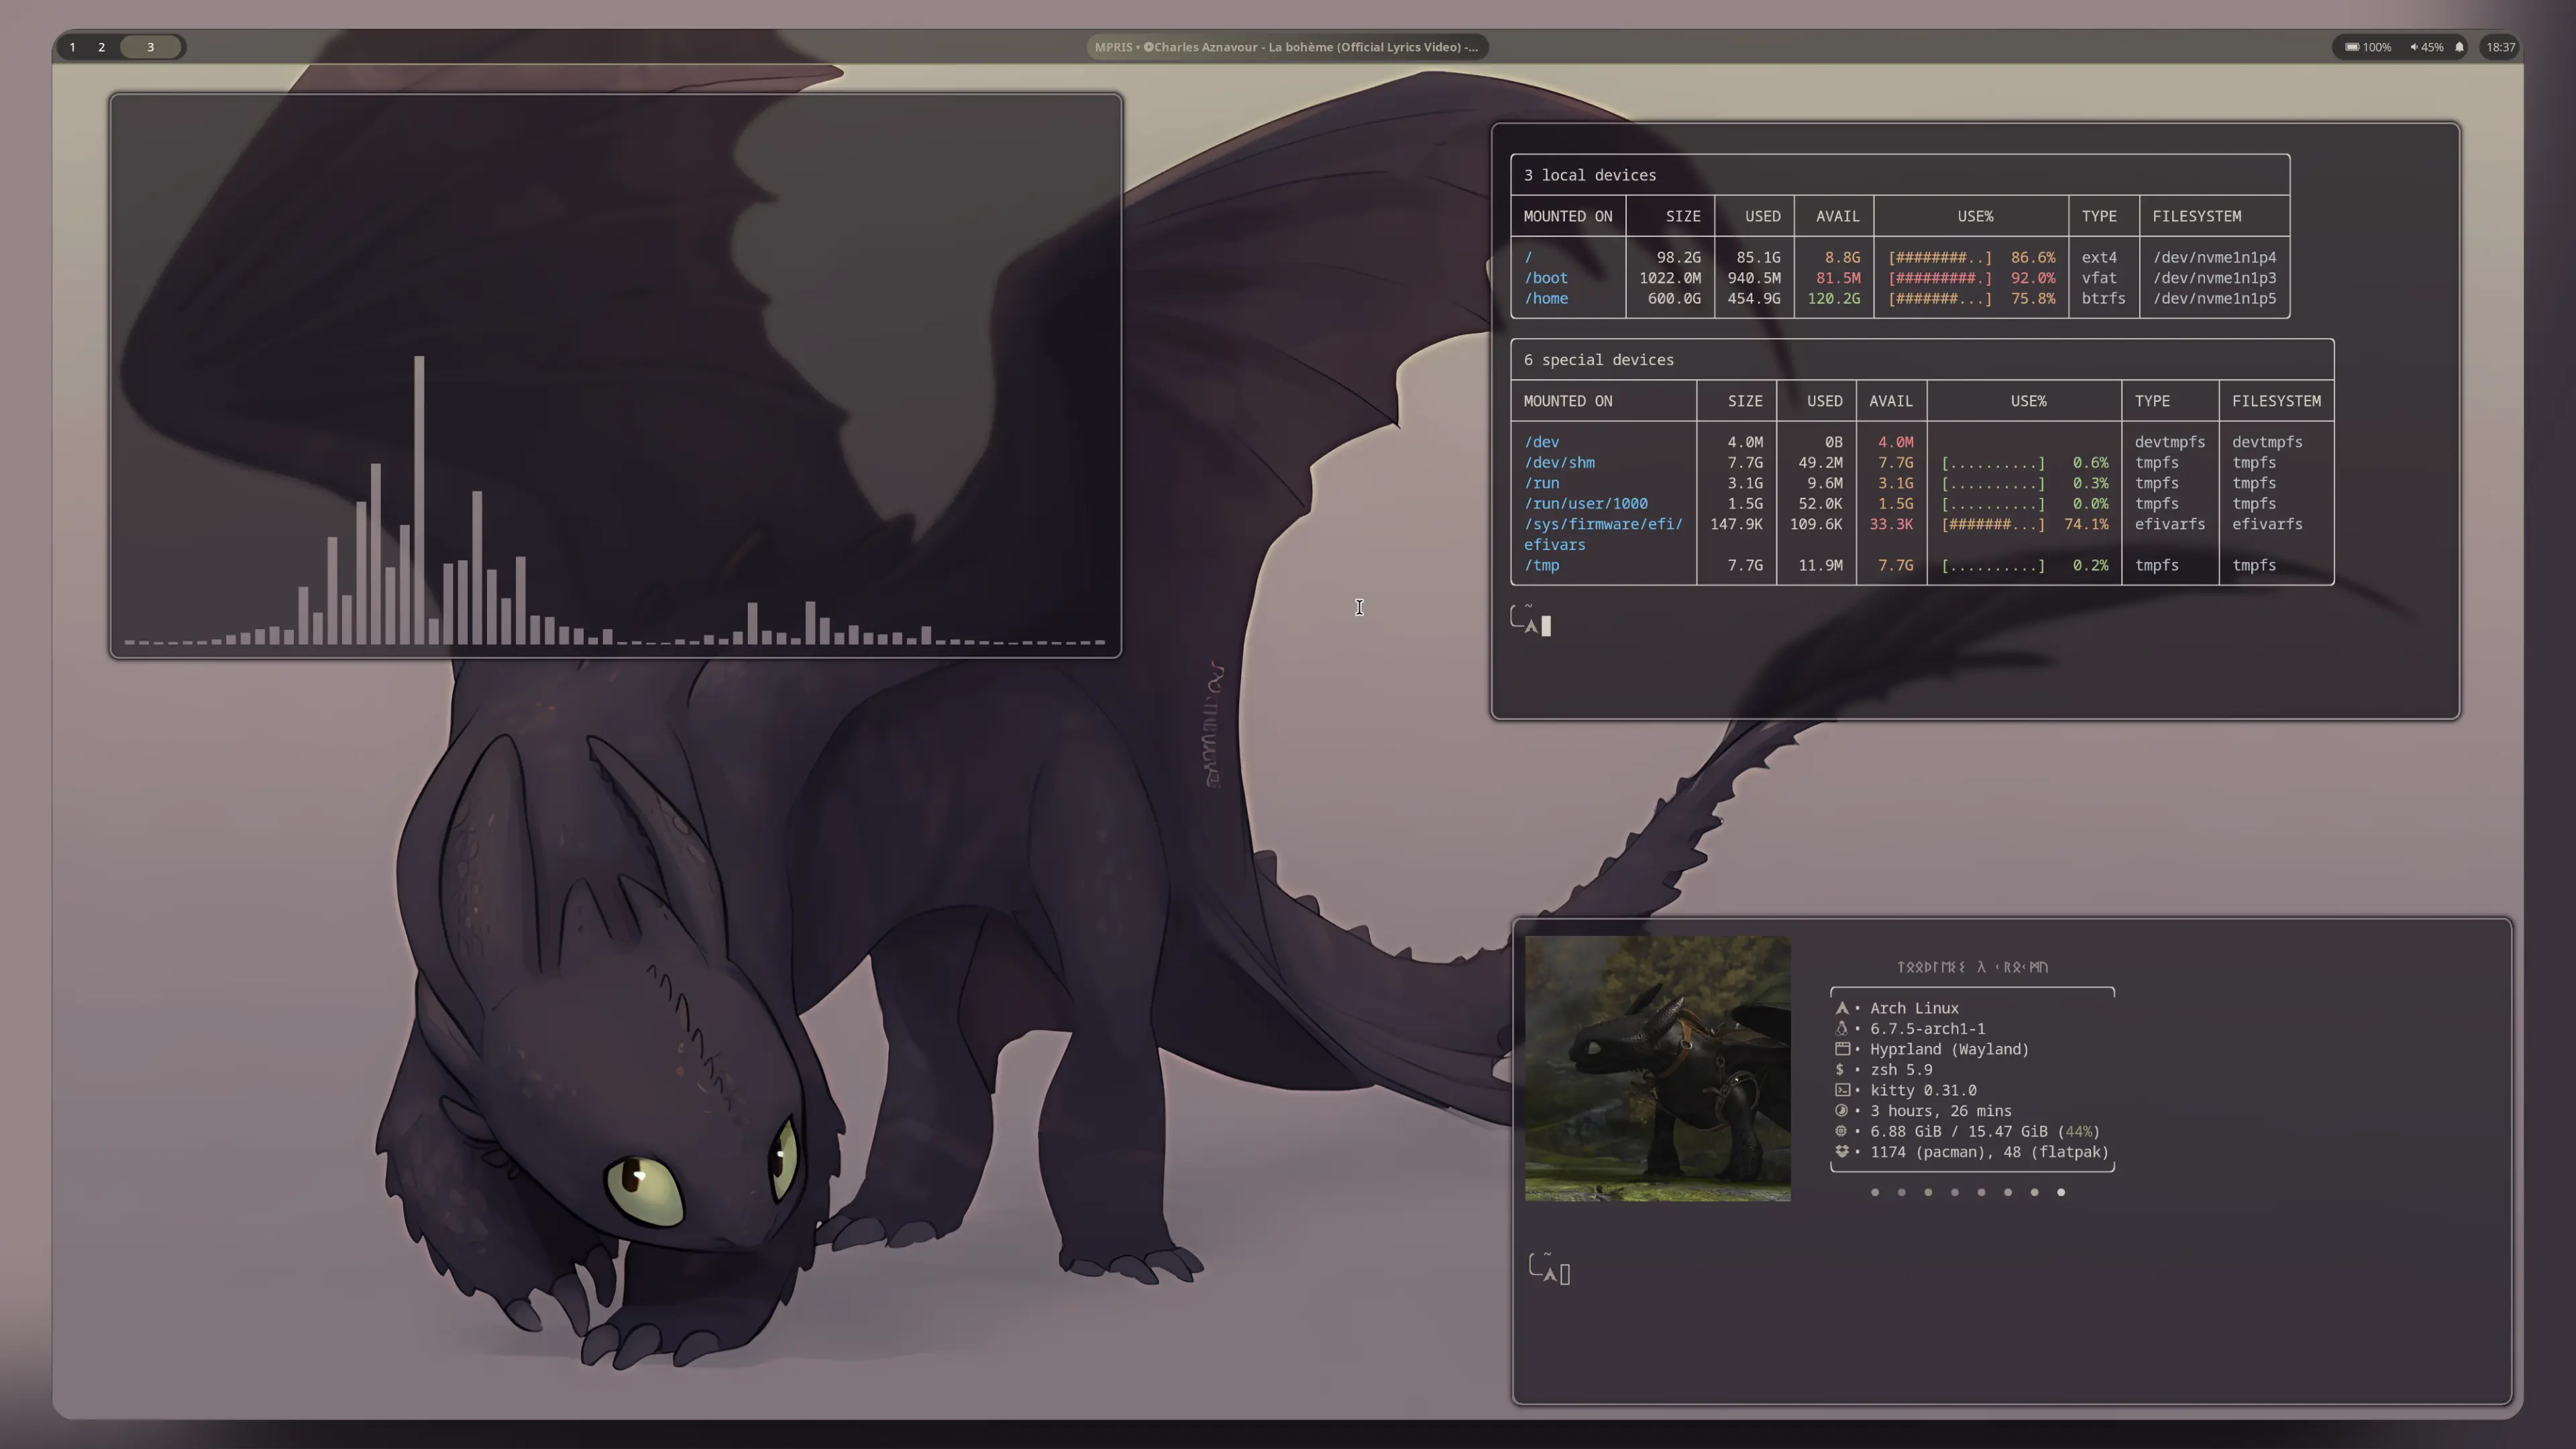 1 2 3
MPRIS • Charles Aznavour - La bohème (Official Lyrics Video) -...
100% 45% 18:37
3 local devices
MOUNTED ON SIZE USED AVAIL USE% TYPE FILESYSTEM
/ 98.2G 85.1G 8.8G [########..] 86.6% ext4 /dev/nvme1n1p4
/boot 1022.0M 940.5M 81.5M [#########.] 92.0% vfat /dev/nvme1n1p3
/home 600.0G 454.9G 120.2G [#######...] 75.8% btrfs /dev/nvme1n1p5
6 special devices
MOUNTED ON SIZE USED AVAIL USE% TYPE FILESYSTEM
/dev 4.0M 0B 4.0M devtmpfs devtmpfs
/dev/shm 7.7G 49.2M 7.7G [..........] 0.6% tmpfs tmpfs
/run 3.1G 9.6M 3.1G [..........] 0.3% tmpfs tmpfs
/run/user/1000 1.5G 52.0K 1.5G [..........] 0.0% tmpfs tmpfs
/sys/firmware/efi/ 147.9K 109.6K 33.3K [#######...] 74.1% efivarfs efivarfs
efivars
/tmp 7.7G 11.9M 7.7G [..........] 0.2% tmpfs tmpfs
~
• Arch Linux
• 6.7.5-arch1-1
• Hyprland (Wayland)
$ • zsh 5.9
• kitty 0.31.0
• 3 hours, 26 mins
• 6.88 GiB / 15.47 GiB (44%)
• 1174 (pacman), 48 (flatpak)
~